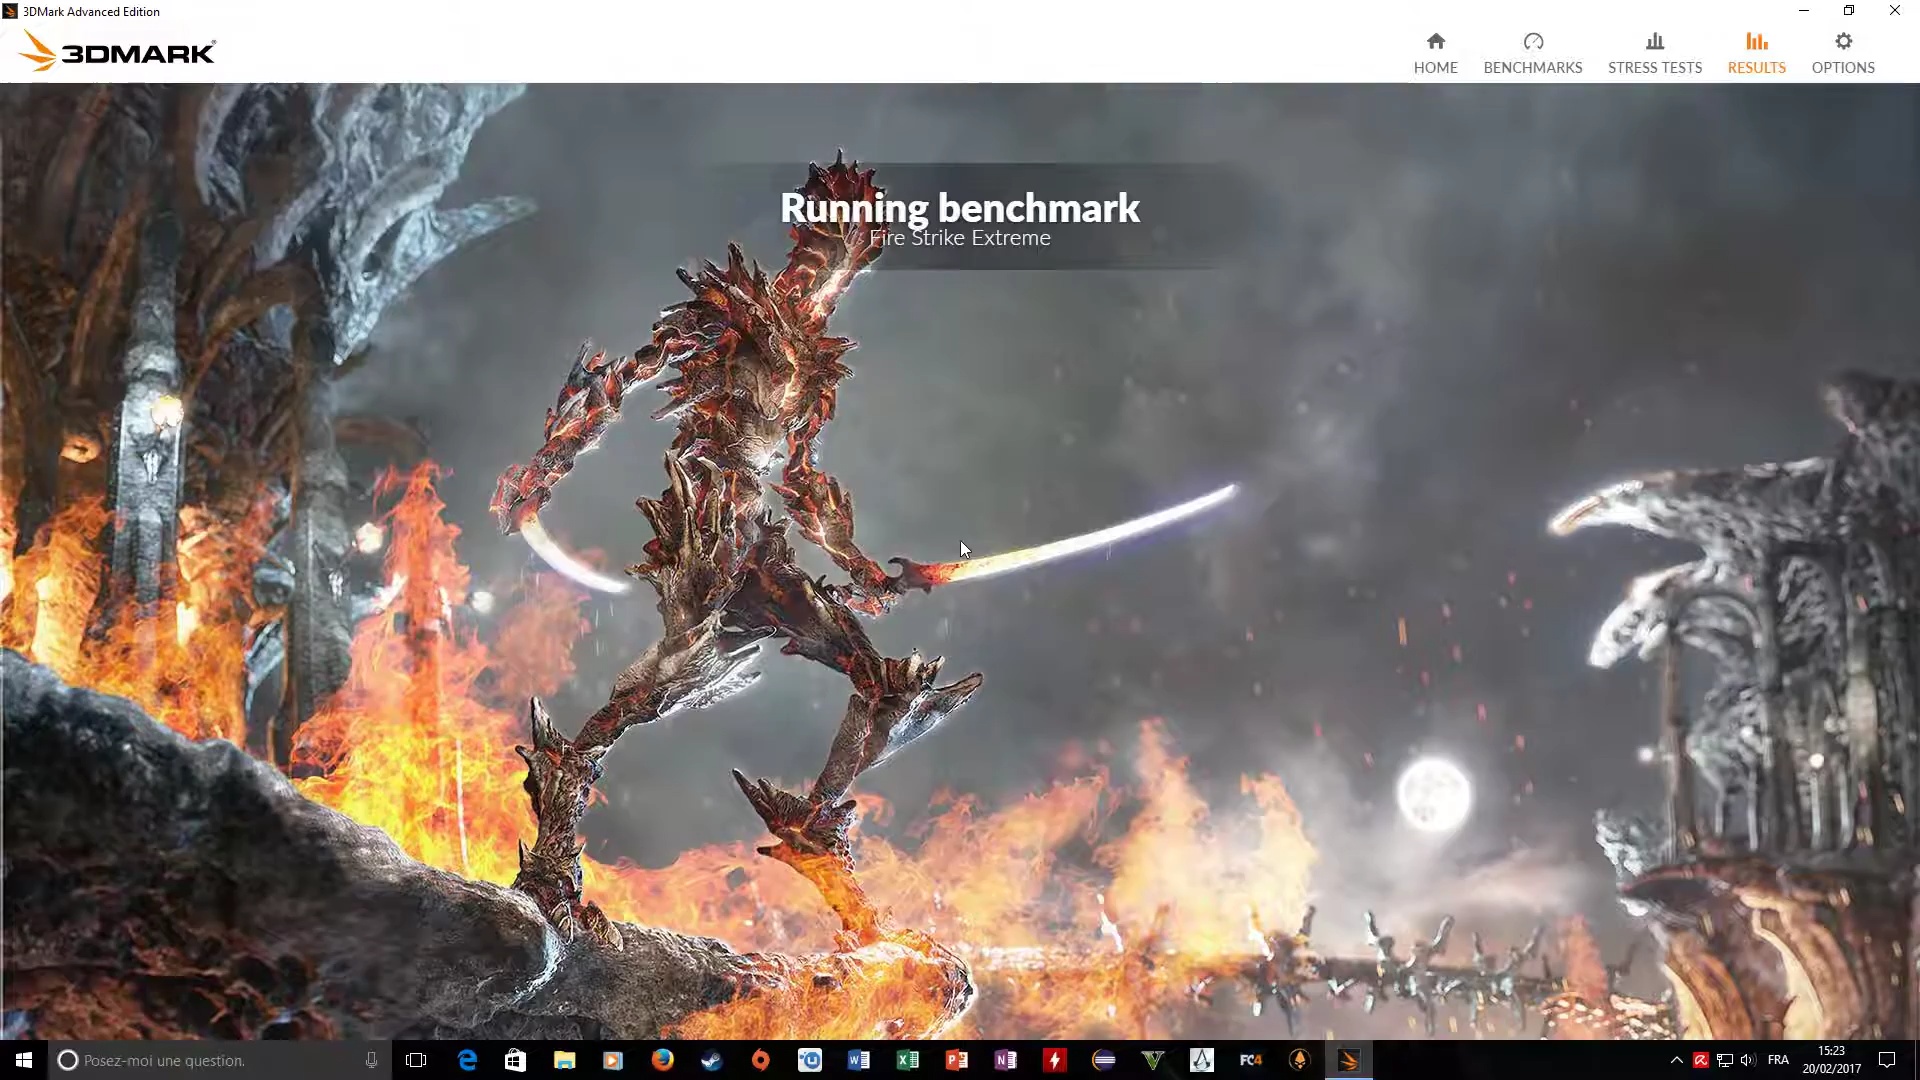 3DMark Advanced Edition
3DMARK
HOME
BENCHMARKS
STRESS TESTS
RESULTS
OPTIONS
Running benchmark
Fire Strike Extreme
Posez-moi une question.
FC4
FRA
15:23
20/02/2017